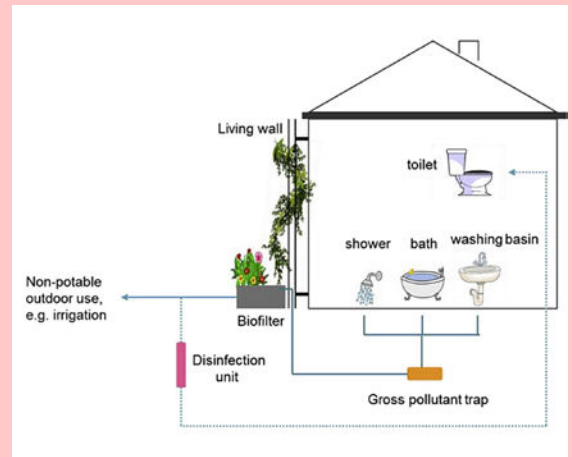 Living wall
toilet
shower
bath
washing basin
Non-potable
outdoor use,
e.g. irrigation
Biofilter
Disinfection
unit
Gross pollutant trap